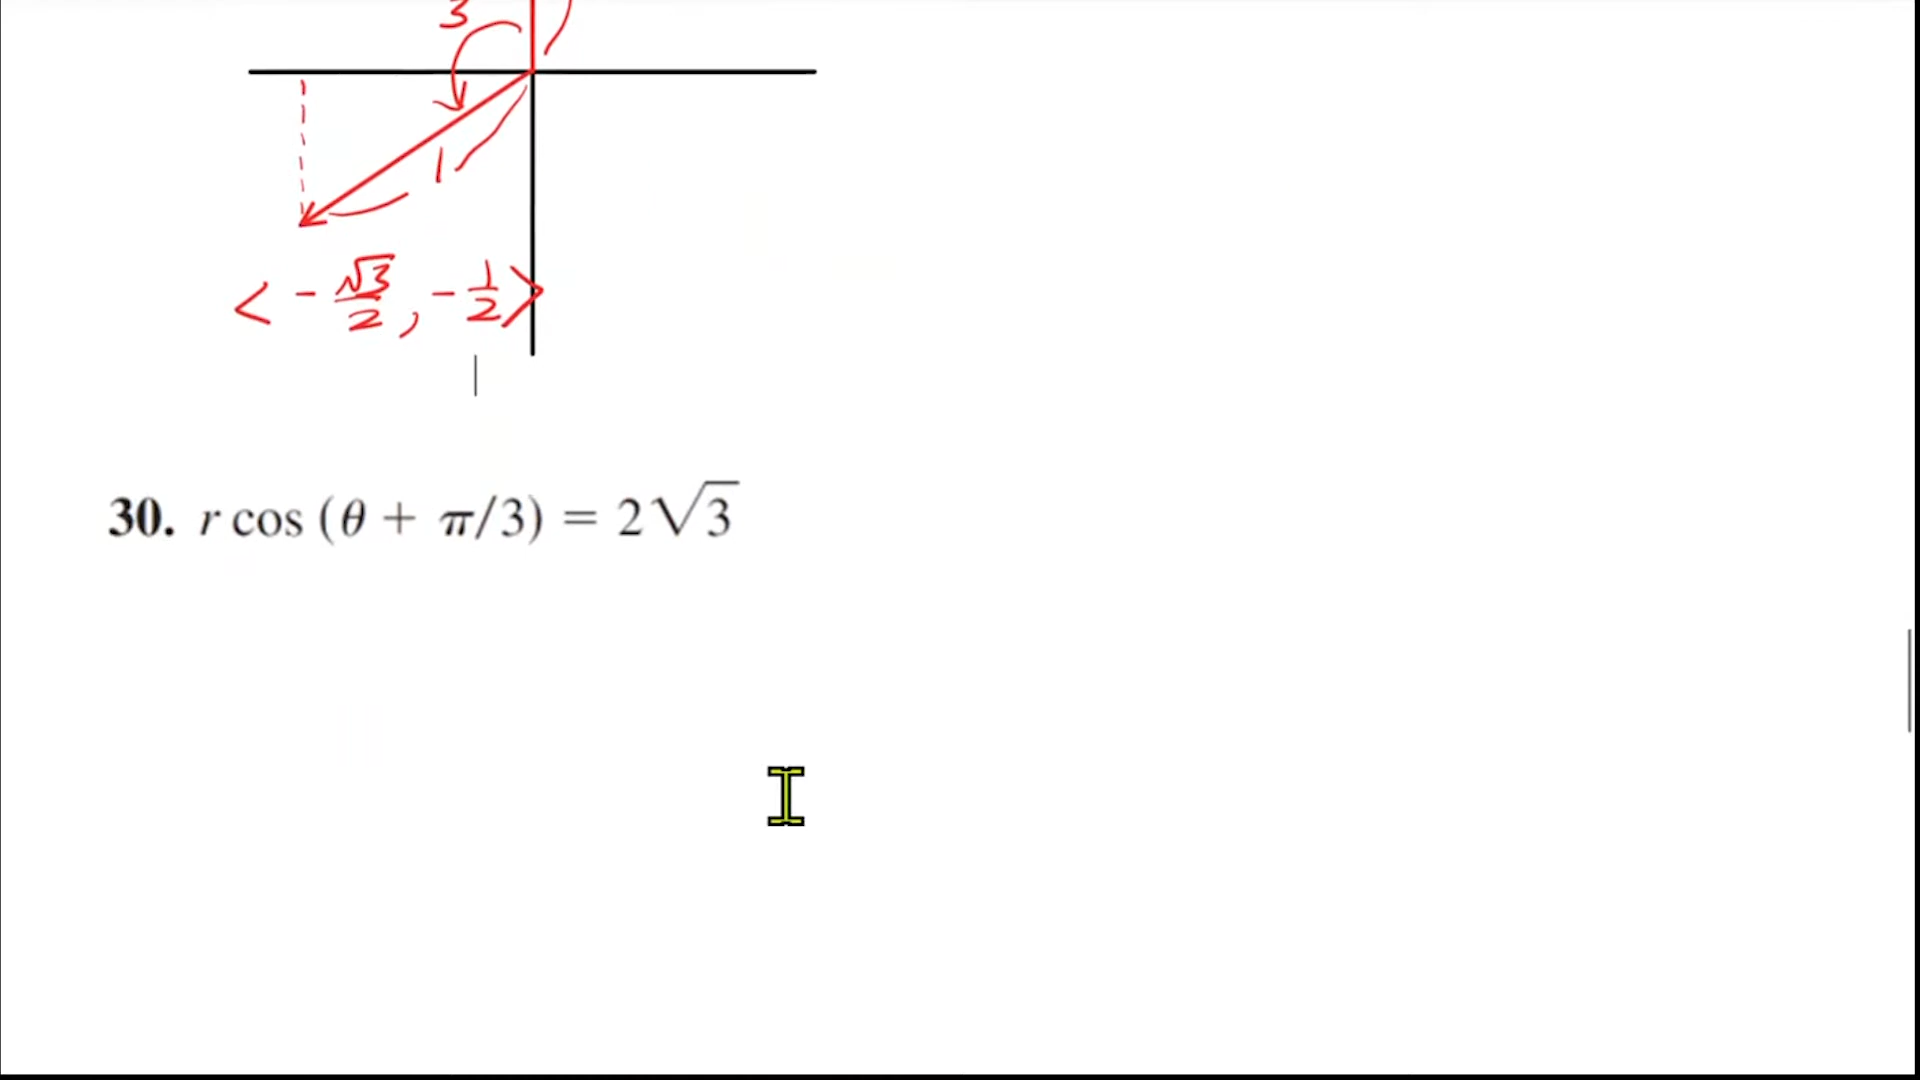 3
1
< -√3/2, -1/2 >
30. r cos (θ + π/3) = 2√3